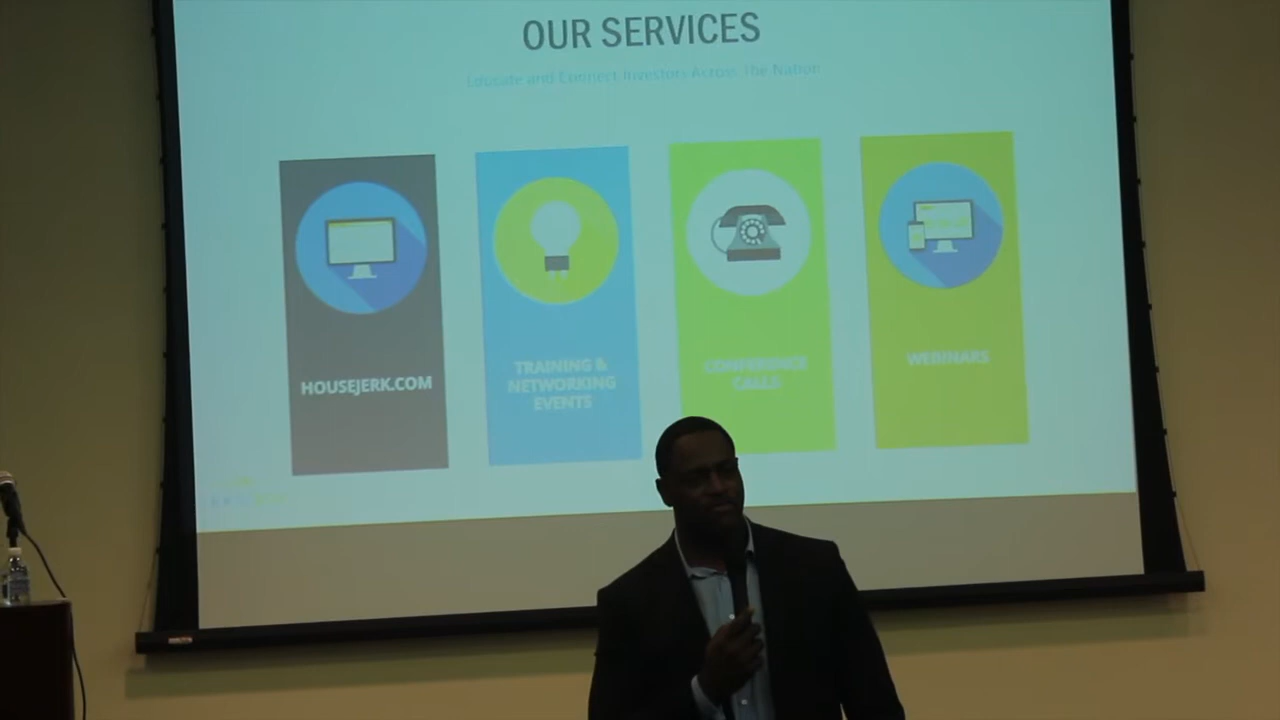 OUR SERVICES
Educate and Connect Investors Across The Nation
HOUSEJERK.COM
TRAINING &
NETWORKING
EVENTS
CONFERENCE
CALLS
WEBINARS